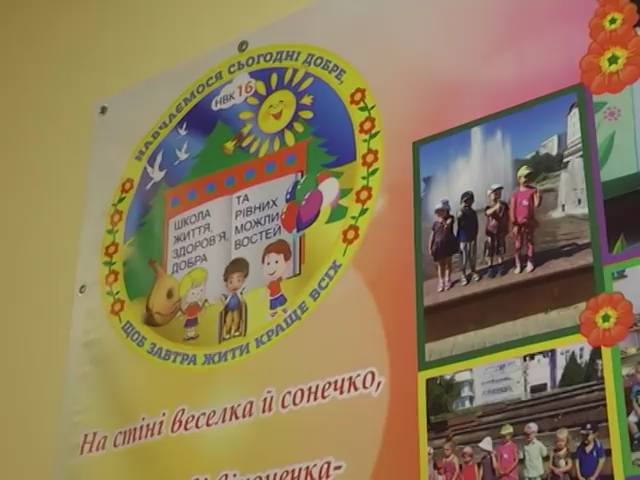 НАВЧАЄМОСЯ СЬОГОДНІ ДОБРЕ,
НВК 16
ШКОЛА
ЖИТТЯ,
ЗДОРОВ'Я,
ДОБРА
ТА
РІВНИХ
МОЖЛИ
ВОСТЕЙ
ЩОБ ЗАВТРА ЖИТИ КРАЩЕ ВСІХ
На стіні веселка й сонечко,